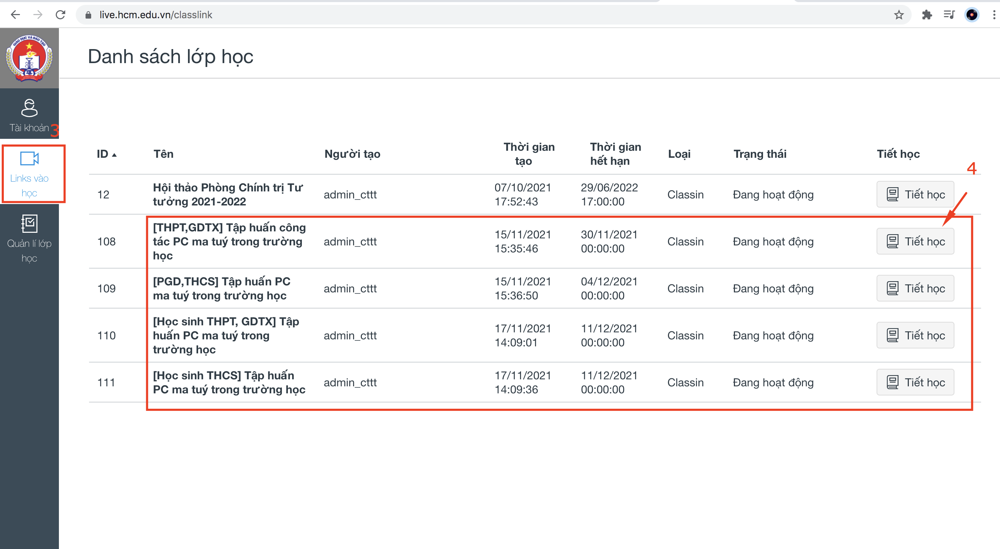 live.hcm.edu.vn/classlink
GIÁO DỤC VÀ ĐÀO TẠO
Danh sách lớp học
Tài khoản
3
Links vào
học
Quản lí lớp
học
ID Tên Người tạo Thời gian tạo Thời gian hết hạn Loại Trạng thái Tiết học
4
12 Hội thảo Phòng Chính trị Tư tưởng 2021-2022 admin_cttt 07/10/2021 17:52:43 29/06/2022 17:00:00 Classin Đang hoạt động Tiết học
108 [THPT,GDTX] Tập huấn công tác PC ma tuý trong trường học admin_cttt 15/11/2021 15:35:46 30/11/2021 00:00:00 Classin Đang hoạt động Tiết học
109 [PGD,THCS] Tập huấn PC ma tuý trong trường học admin_cttt 15/11/2021 15:36:50 04/12/2021 00:00:00 Classin Đang hoạt động Tiết học
110 [Học sinh THPT, GDTX] Tập huấn PC ma tuý trong trường học admin_cttt 17/11/2021 14:09:01 11/12/2021 00:00:00 Classin Đang hoạt động Tiết học
111 [Học sinh THCS] Tập huấn PC ma tuý trong trường học admin_cttt 17/11/2021 14:09:36 11/12/2021 00:00:00 Classin Đang hoạt động Tiết học